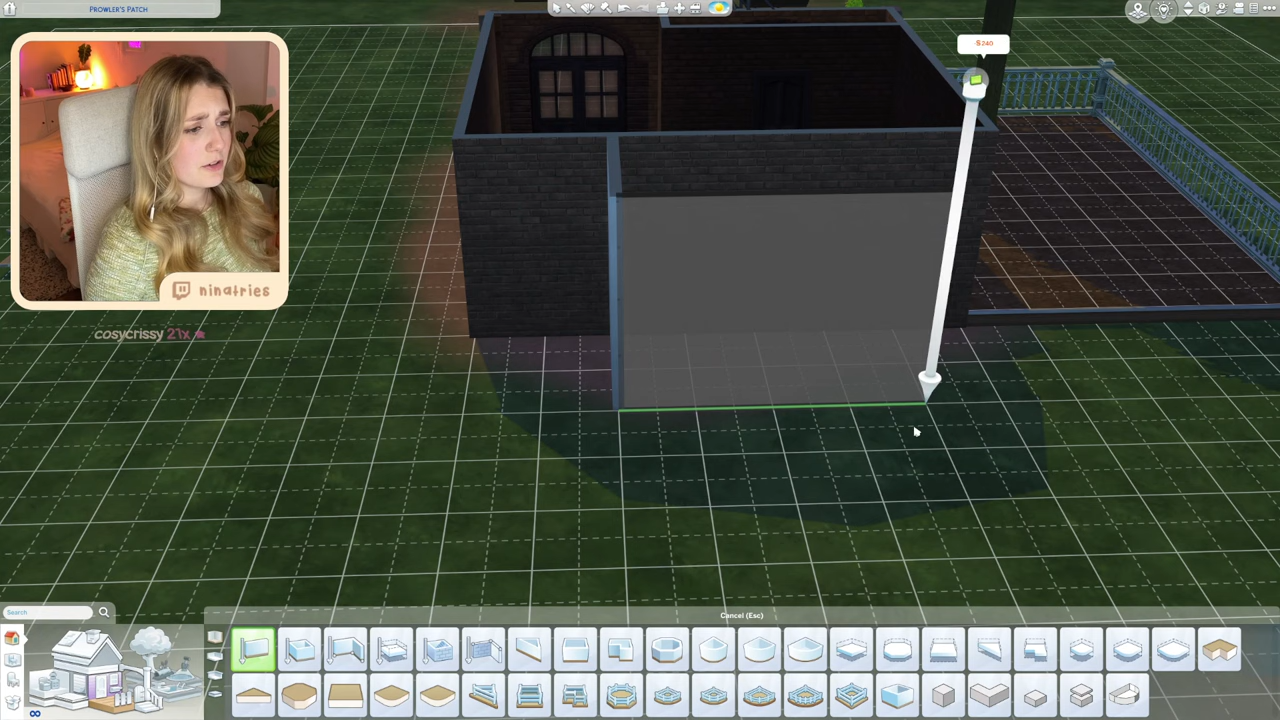 PROWLER'S PATCH
-§240
ninatries
cosycrissy 21x
Cancel (Esc)
Search